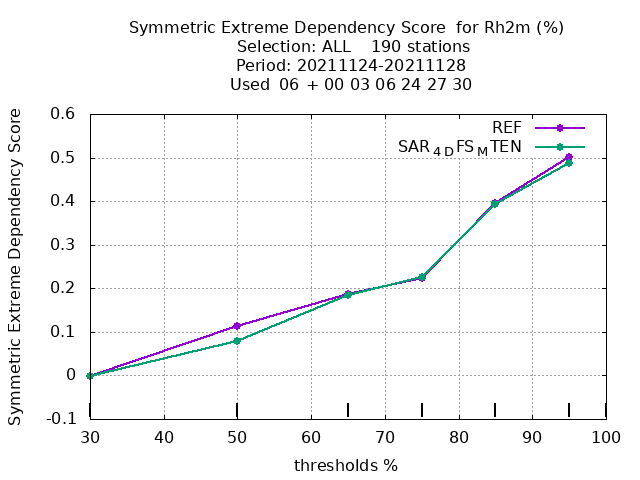 Symmetric Extreme Dependency Score  for Rh2m (%)
Selection: ALL    190 stations
Period: 20211124-20211128
Used  06  + 00 03 06 24 27 30
Symmetric Extreme Dependency Score
0.6
0.5
0.4
0.3
0.2
0.1
0
-0.1
REF
SAR4DFSMTEN
30 40 50 60 70 80 90 100
thresholds %